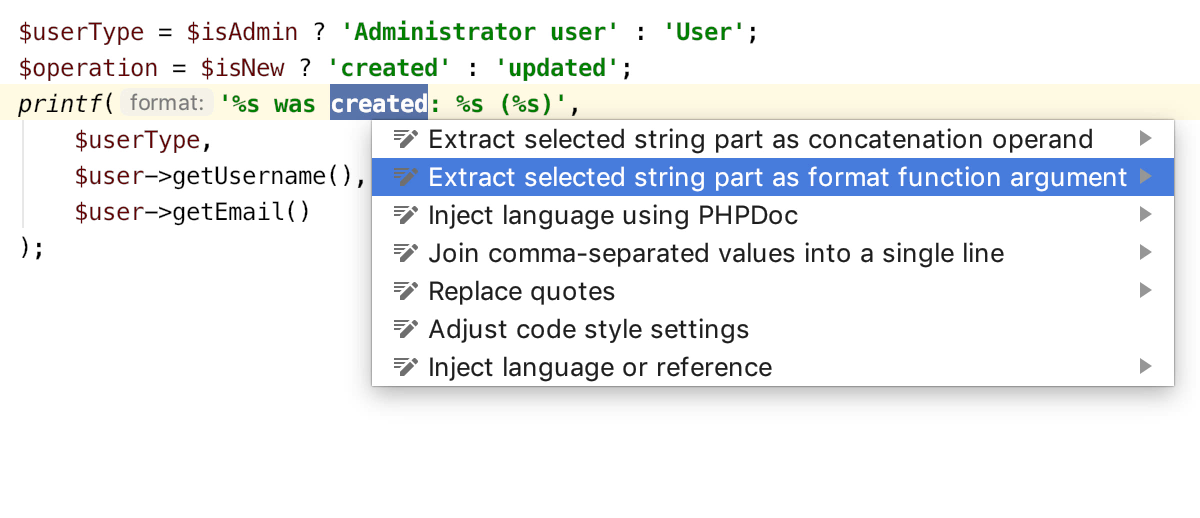 $userType = $isAdmin ? 'Administrator user' : 'User';
$operation = $isNew ? 'created' : 'updated';
printf( format: '%s was created: %s (%s)',
    $userType,
    $user->getUsername(),
    $user->getEmail()
);
Extract selected string part as concatenation operand
Extract selected string part as format function argument
Inject language using PHPDoc
Join comma-separated values into a single line
Replace quotes
Adjust code style settings
Inject language or reference